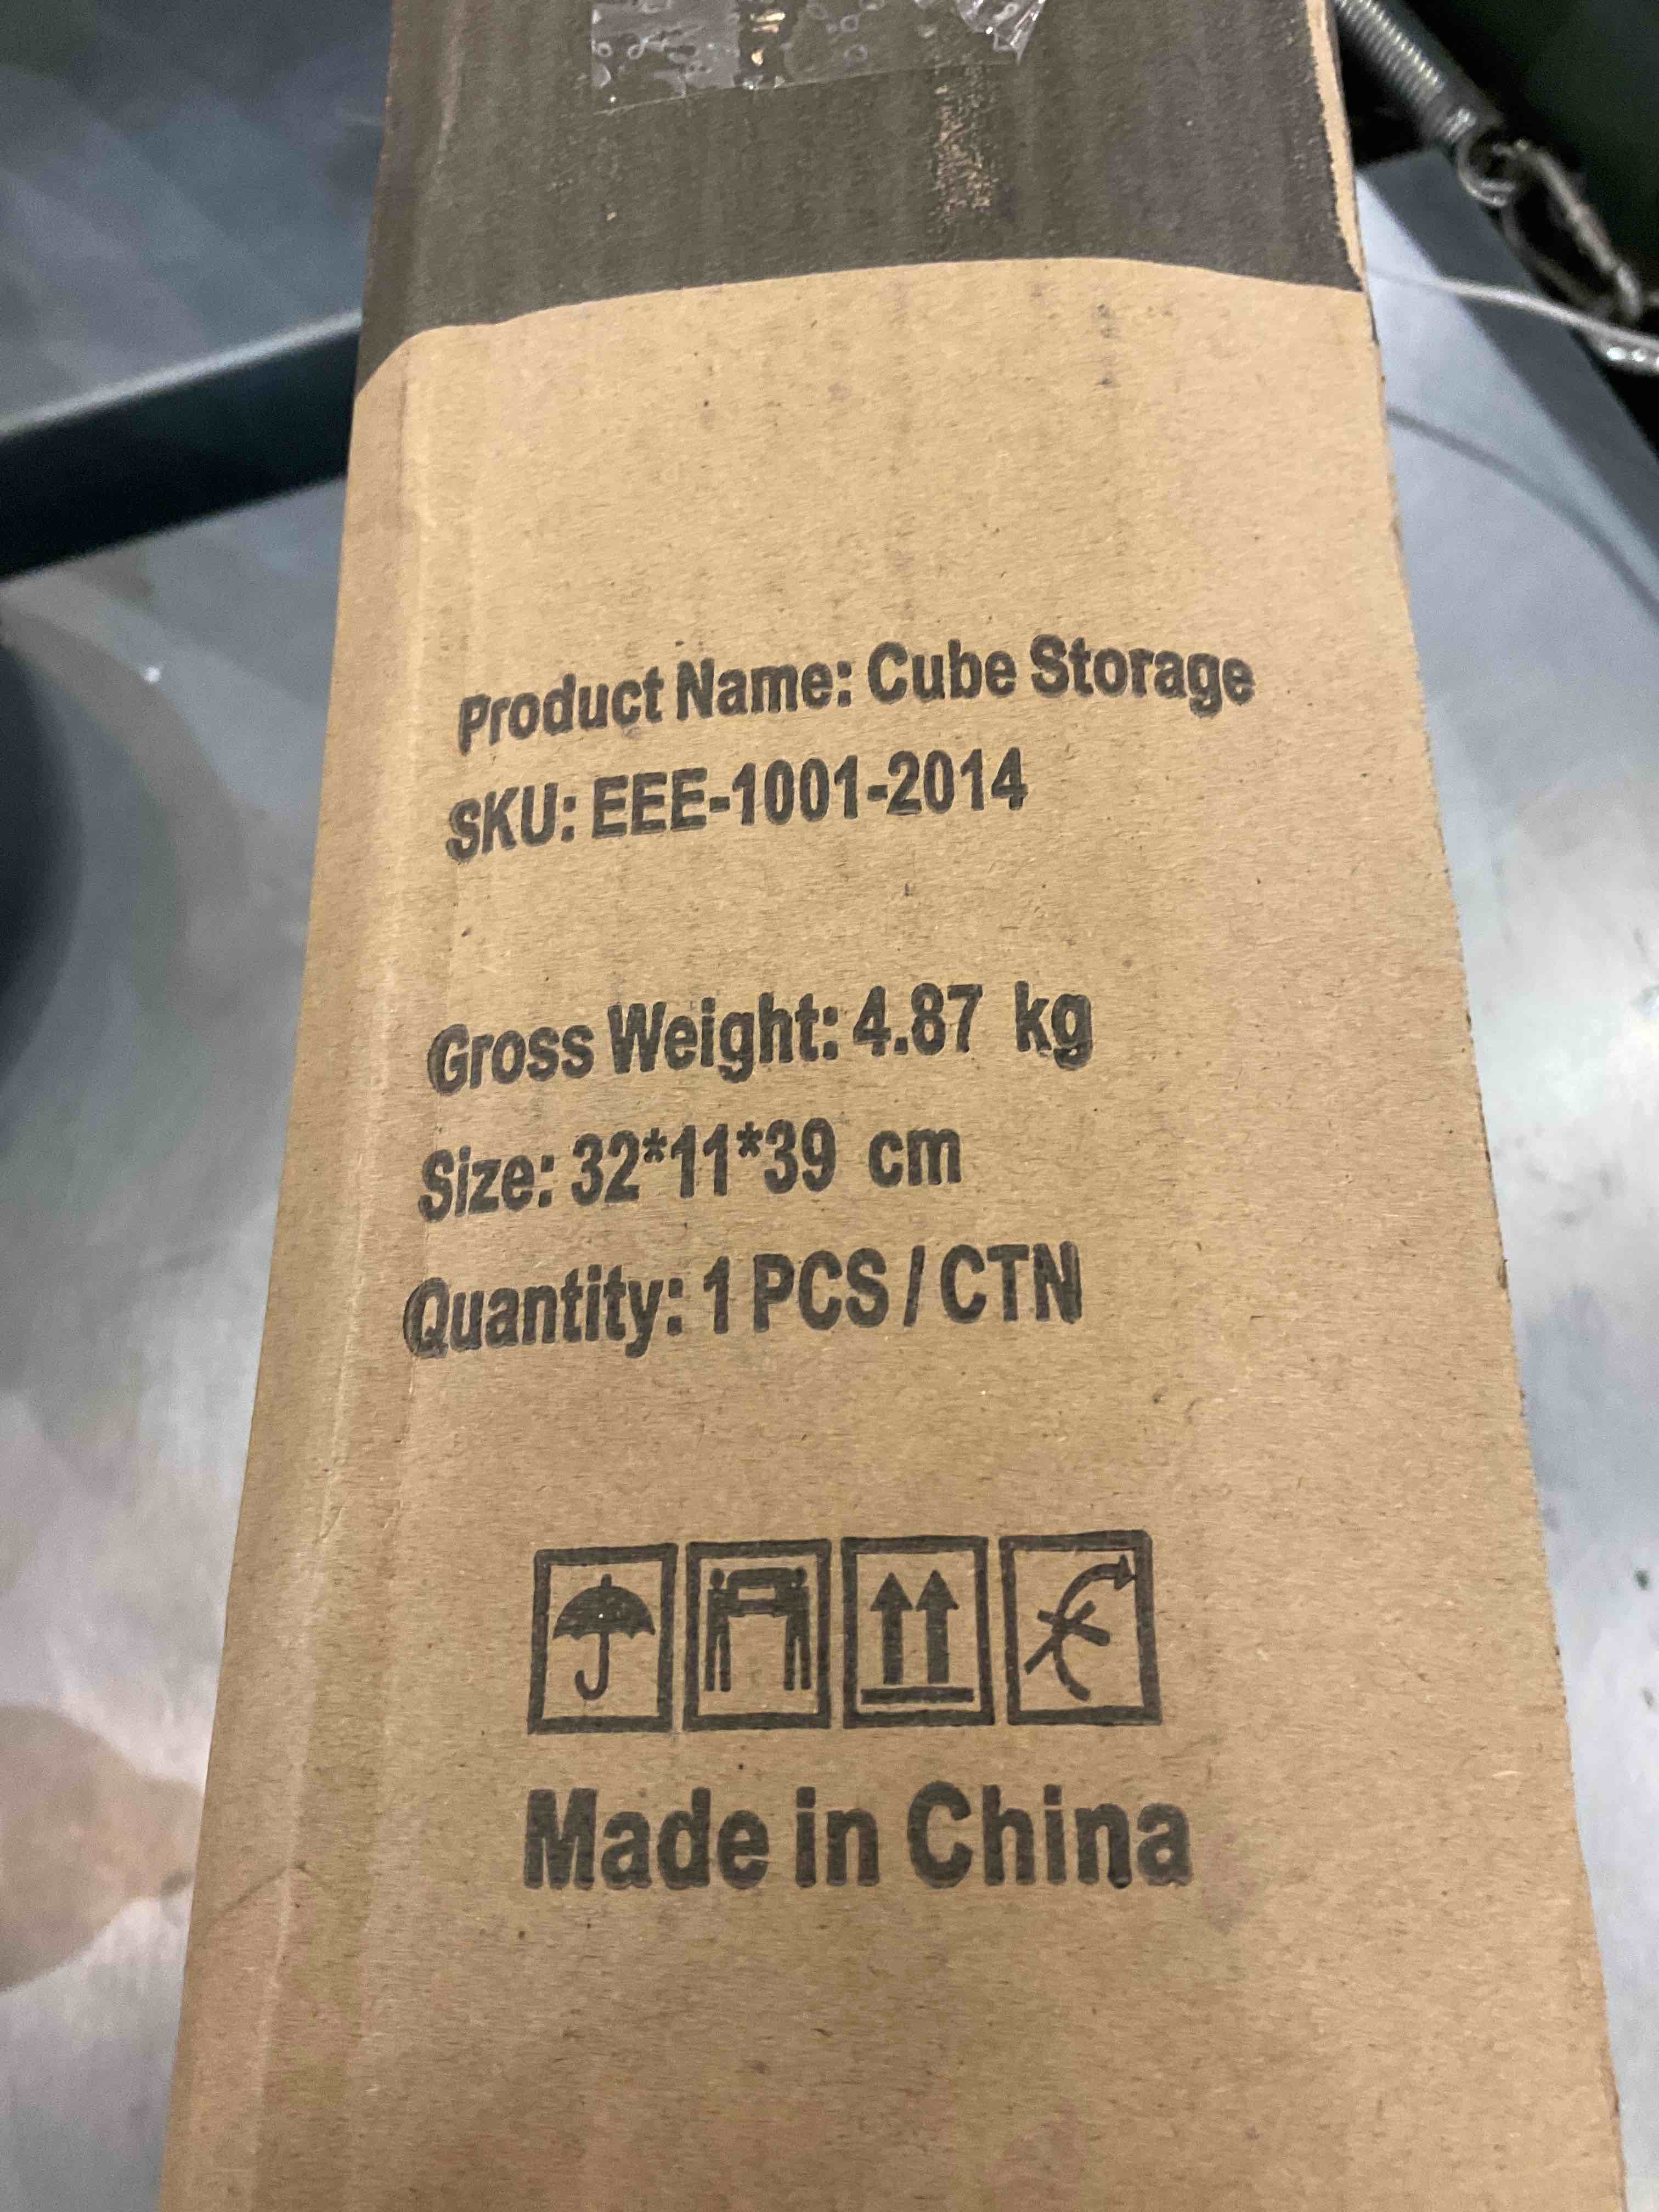 Product Name: Cube Storage
SKU: EEE-1001-2014
Gross Weight: 4.87 kg
Size: 32*11*39 cm
Quantity: 1 PCS / CTN
Made in China